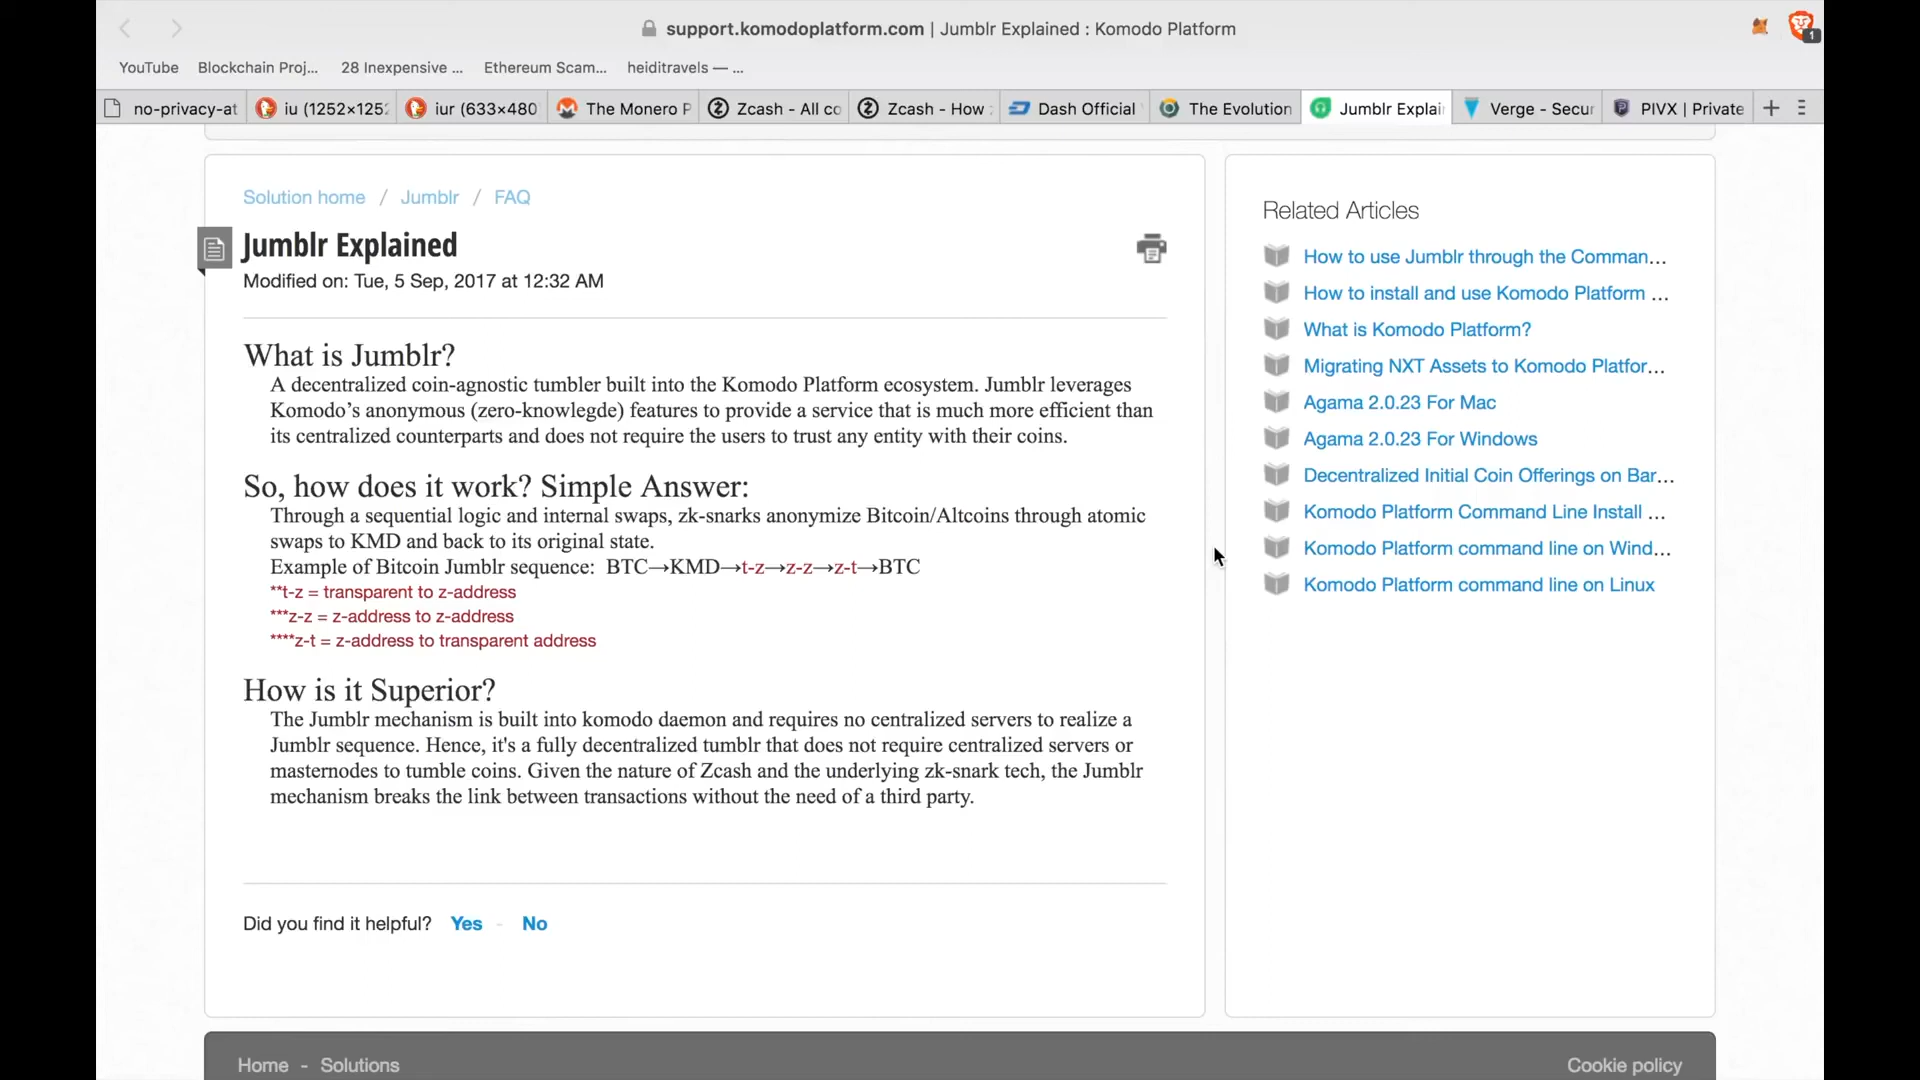 support.komodoplatform.com | Jumblr Explained : Komodo Platform
1
YouTube Blockchain Proj... 28 Inexpensive ... Ethereum Scam... heiditravels — ...
no-privacy-at iu (1252×125 iur (633×480 The Monero P Zcash - All co Zcash - How Dash Official The Evolution Jumblr Explai Verge - Secur PIVX | Private
Solution home / Jumblr / FAQ
Jumblr Explained
Modified on: Tue, 5 Sep, 2017 at 12:32 AM
What is Jumblr?
A decentralized coin-agnostic tumbler built into the Komodo Platform ecosystem. Jumblr leverages
Komodo’s anonymous (zero-knowlegde) features to provide a service that is much more efficient than
its centralized counterparts and does not require the users to trust any entity with their coins.
So, how does it work? Simple Answer:
Through a sequential logic and internal swaps, zk-snarks anonymize Bitcoin/Altcoins through atomic
swaps to KMD and back to its original state.
Example of Bitcoin Jumblr sequence: BTC→KMD→t-z→z-z→z-t→BTC
**t-z = transparent to z-address
***z-z = z-address to z-address
****z-t = z-address to transparent address
How is it Superior?
The Jumblr mechanism is built into komodo daemon and requires no centralized servers to realize a
Jumblr sequence. Hence, it's a fully decentralized tumblr that does not require centralized servers or
masternodes to tumble coins. Given the nature of Zcash and the underlying zk-snark tech, the Jumblr
mechanism breaks the link between transactions without the need of a third party.
Did you find it helpful? Yes - No
Related Articles
How to use Jumblr through the Comman...
How to install and use Komodo Platform ...
What is Komodo Platform?
Migrating NXT Assets to Komodo Platfor...
Agama 2.0.23 For Mac
Agama 2.0.23 For Windows
Decentralized Initial Coin Offerings on Bar...
Komodo Platform Command Line Install ...
Komodo Platform command line on Wind...
Komodo Platform command line on Linux
Home - Solutions
Cookie policy